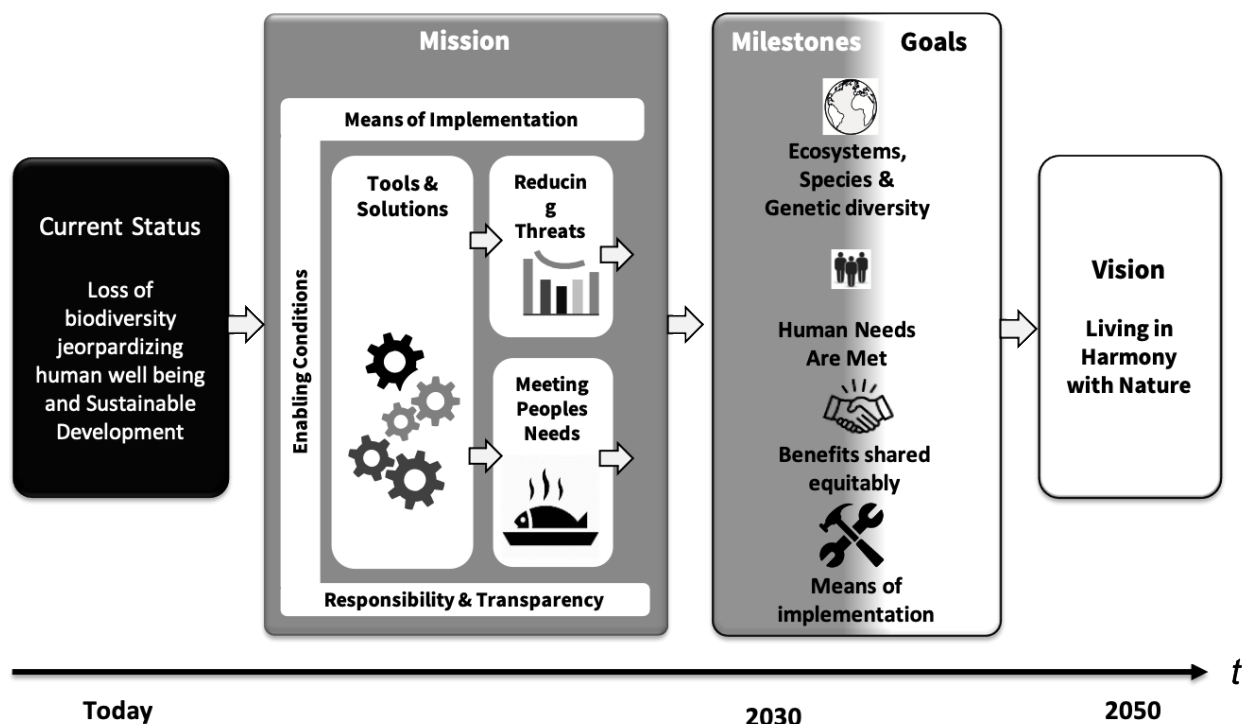 Current Status
Loss of
biodiversity
jeorpardizing
human well being
and Sustainable
Development
Mission
Means of Implementation
Enabling Conditions
Tools &
Solutions
Reducin
g
Threats
Meeting
Peoples
Needs
Responsibility & Transparency
Milestones Goals
Ecosystems,
Species &
Genetic diversity
Human Needs
Are Met
Benefits shared
equitably
Means of
implementation
Vision
Living in
Harmony
with Nature
t
Today
2030
2050